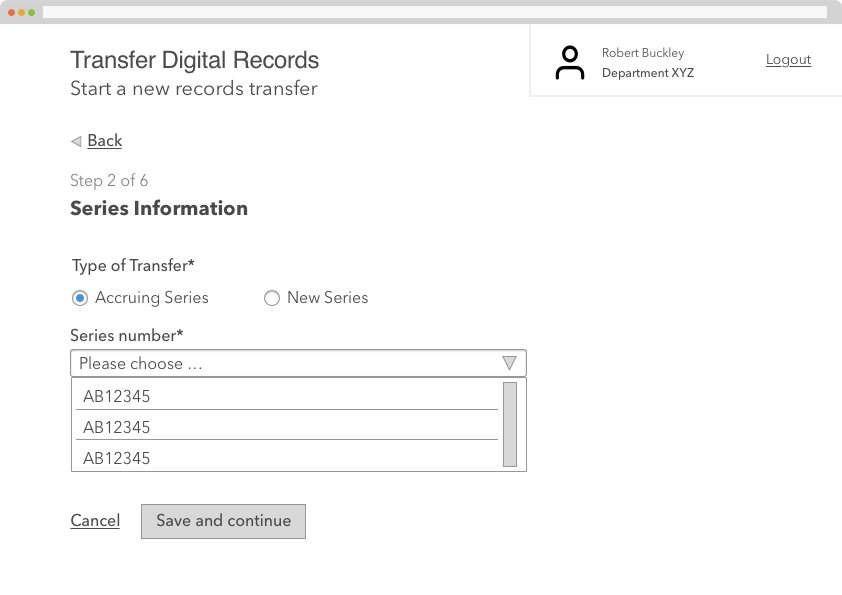 Transfer Digital Records
Start a new records transfer
Robert Buckley
Department XYZ
Logout
Back
Step 2 of 6
Series Information
Type of Transfer*
Accruing Series
New Series
Series number*
Please choose …
AB12345
AB12345
AB12345
Cancel
Save and continue